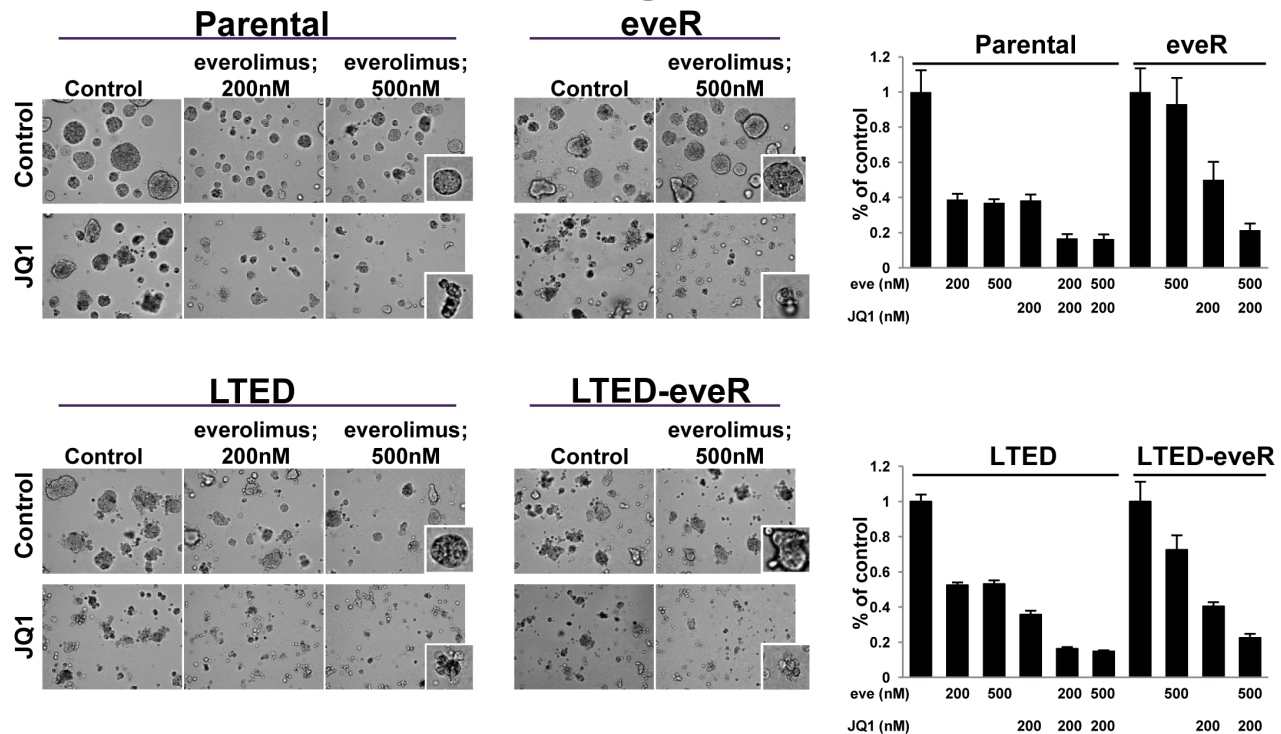 Parental
everolimus; everolimus;
Control 200nM 500nM
Control
JQ1
eveR
everolimus;
Control 500nM
Parental eveR
% of control
1.2
1
0.8
0.6
0.4
0.2
0
eve (nM) 200 500 200 500 500 500
JQ1 (nM) 200 200 200 200 200
LTED
everolimus; everolimus;
Control 200nM 500nM
Control
JQ1
LTED-eveR
everolimus;
Control 500nM
LTED LTED-eveR
% of control
1.2
1
0.8
0.6
0.4
0.2
0
eve (nM) 200 500 200 500 500 500
JQ1 (nM) 200 200 200 200 200